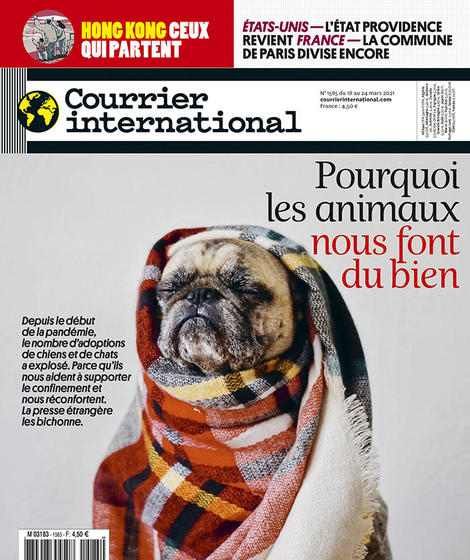 HONG KONG CEUX
QUI PARTENT
ÉTATS-UNIS — L'ÉTAT PROVIDENCE
REVIENT FRANCE — LA COMMUNE
DE PARIS DIVISE ENCORE
Courrier
international
N° 1585 du 18 au 24 mars 2021
courrierinternational.com
France : 4,50 €
Pourquoi
les animaux
nous font
du bien
Depuis le début
de la pandémie,
le nombre d'adoptions
de chiens et de chats
a explosé. Parce qu'ils
nous aident à supporter
le confinement et
nous réconfortent.
La presse étrangère
les bichonne.
M 03183 - 1585 - F: 4,50 €